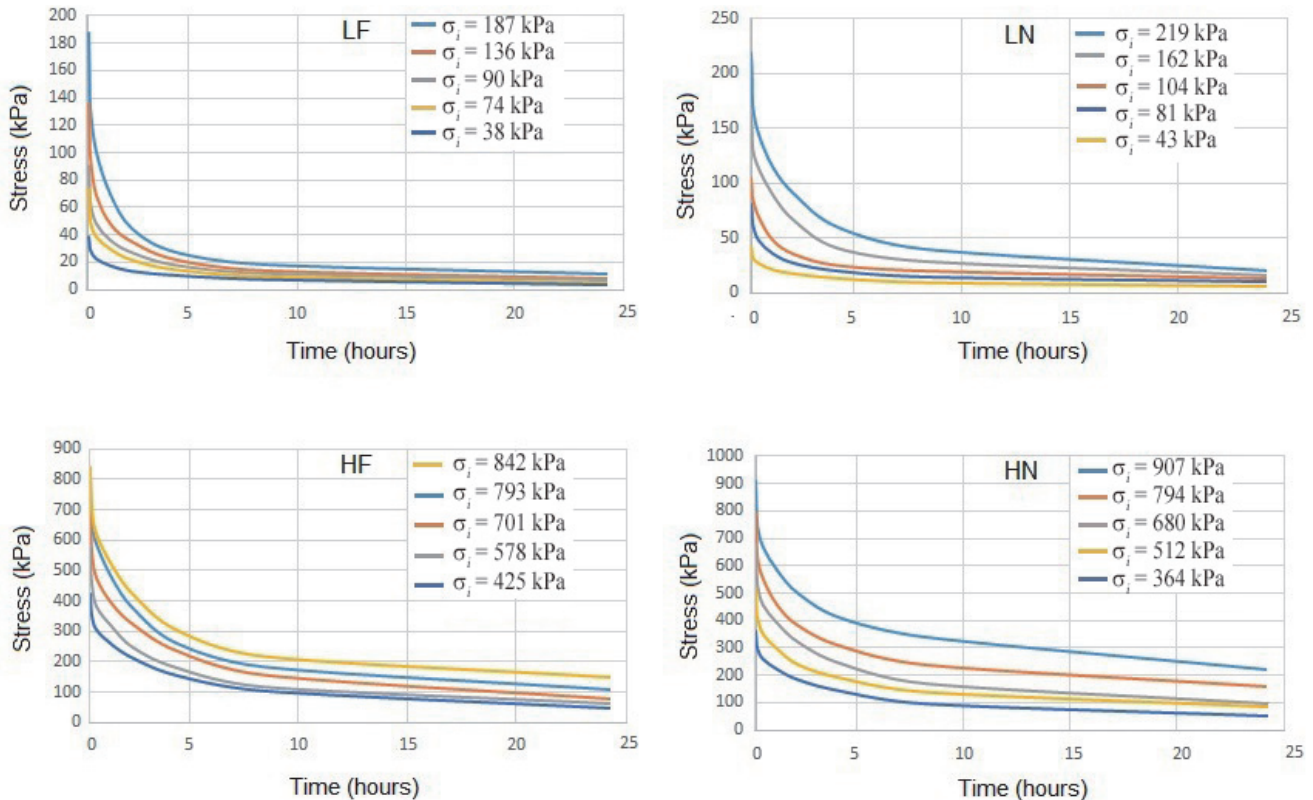 LF
σi = 187 kPa
σi = 136 kPa
σi = 90 kPa
σi = 74 kPa
σi = 38 kPa
Stress (kPa)
200
180
160
140
120
100
80
60
40
20
0
0 5 10 15 20 25
Time (hours)
LN
σi = 219 kPa
σi = 162 kPa
σi = 104 kPa
σi = 81 kPa
σi = 43 kPa
Stress (kPa)
250
200
150
100
50
0
0 5 10 15 20 25
Time (hours)
HF
σi = 842 kPa
σi = 793 kPa
σi = 701 kPa
σi = 578 kPa
σi = 425 kPa
Stress (kPa)
900
800
700
600
500
400
300
200
100
0
0 5 10 15 20 25
Time (hours)
HN
σi = 907 kPa
σi = 794 kPa
σi = 680 kPa
σi = 512 kPa
σi = 364 kPa
Stress (kPa)
1000
900
800
700
600
500
400
300
200
100
0
0 5 10 15 20 25
Time (hours)